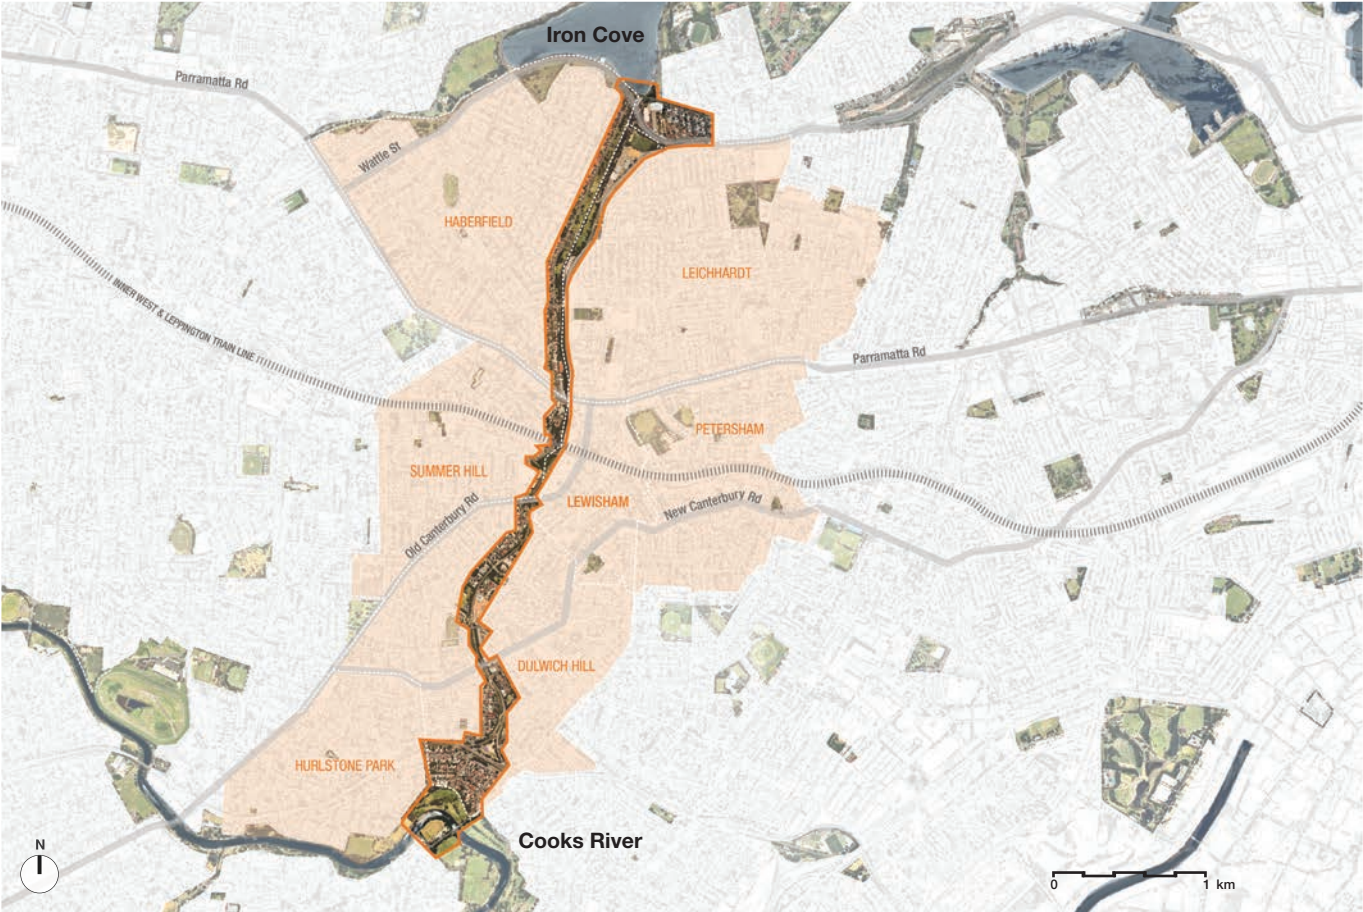 Iron Cove
Parramatta Rd
Wattle St
HABERFIELD
LEICHHARDT
INNER WEST & LEPPINGTON TRAIN LINE
Parramatta Rd
PETERSHAM
SUMMER HILL
LEWISHAM
New Canterbury Rd
Old Canterbury Rd
DULWICH HILL
HURLSTONE PARK
Cooks River
N
0 1 km